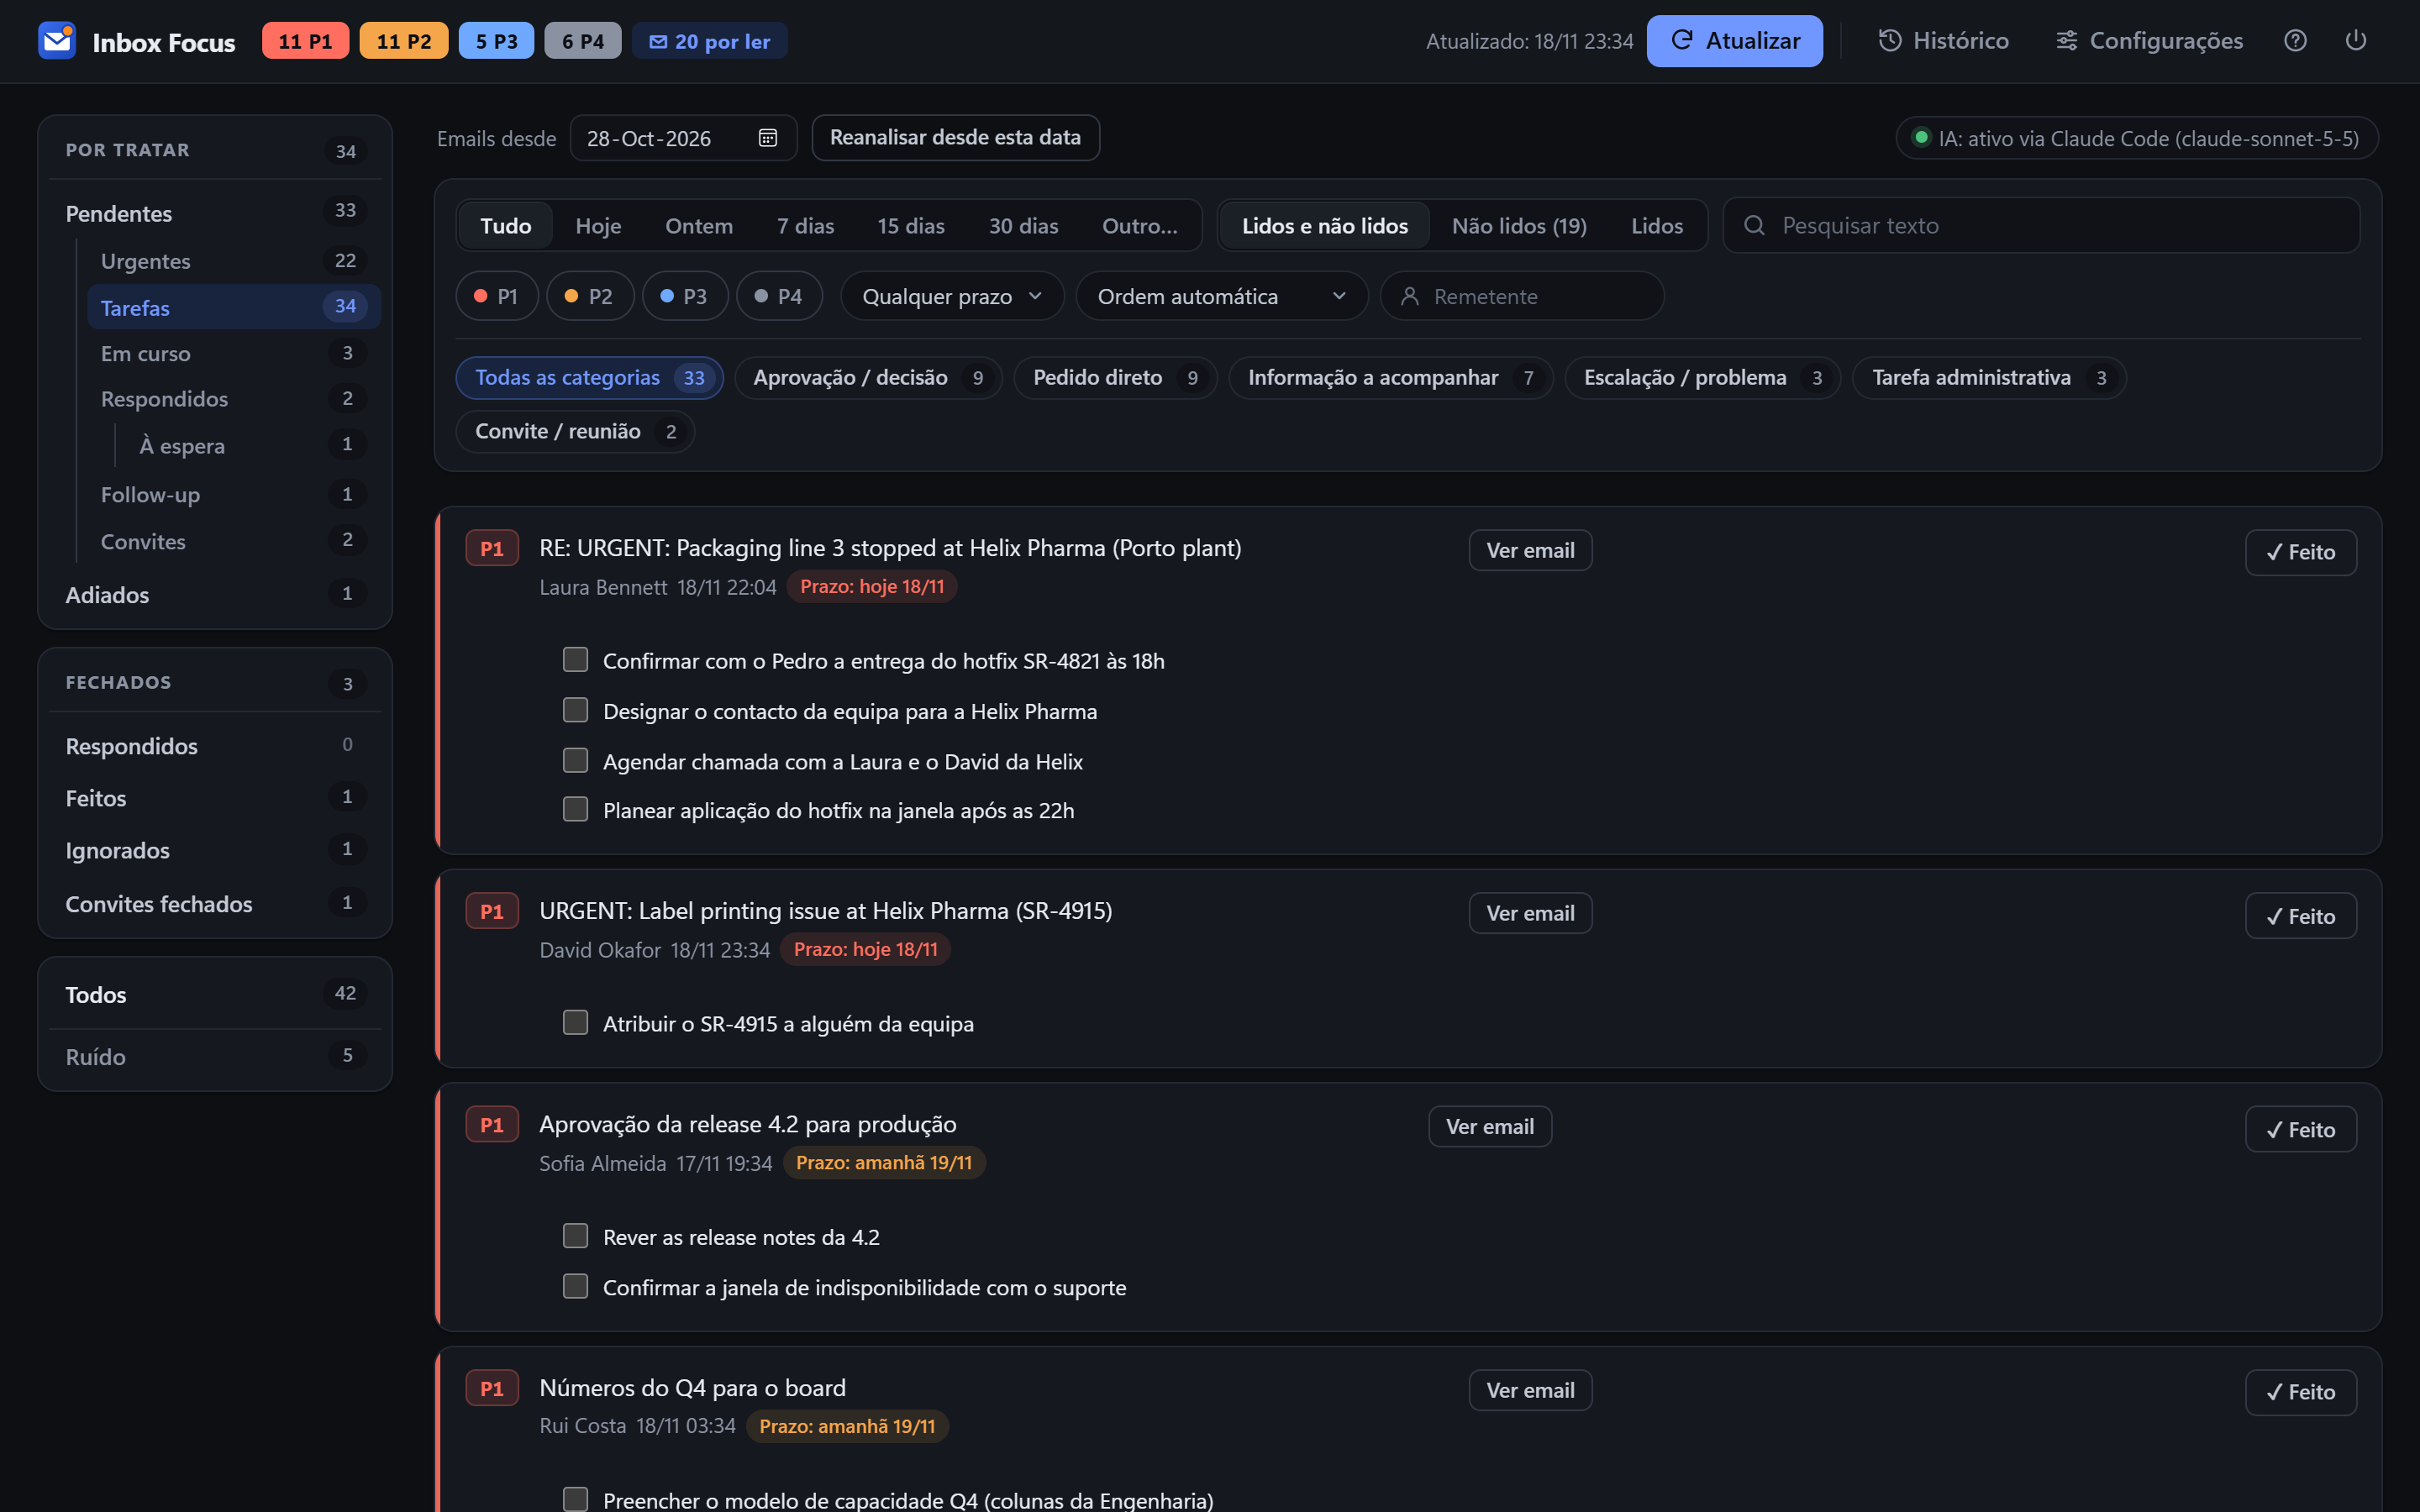 Inbox Focus
11 P1
11 P2
5 P3
6 P4
20 por ler
Atualizado: 18/11 23:34
Atualizar
Histórico
Configurações
POR TRATAR 34
Pendentes 33
Urgentes 22
Tarefas 34
Em curso 3
Respondidos 2
À espera 1
Follow-up 1
Convites 2
Adiados 1
FECHADOS 3
Respondidos 0
Feitos 1
Ignorados 1
Convites fechados 1
Todos 42
Ruído 5
Emails desde 28-Oct-2026 Reanalisar desde esta data
IA: ativo via Claude Code (claude-sonnet-5-5)
Tudo Hoje Ontem 7 dias 15 dias 30 dias Outro...
Lidos e não lidos Não lidos (19) Lidos
Pesquisar texto
P1 P2 P3 P4 Qualquer prazo Ordem automática Remetente
Todas as categorias 33 Aprovação / decisão 9 Pedido direto 9 Informação a acompanhar 7 Escalação / problema 3 Tarefa administrativa 3
Convite / reunião 2
P1 RE: URGENT: Packaging line 3 stopped at Helix Pharma (Porto plant) Ver email ✓ Feito
Laura Bennett 18/11 22:04 Prazo: hoje 18/11
Confirmar com o Pedro a entrega do hotfix SR-4821 às 18h
Designar o contacto da equipa para a Helix Pharma
Agendar chamada com a Laura e o David da Helix
Planear aplicação do hotfix na janela após as 22h
P1 URGENT: Label printing issue at Helix Pharma (SR-4915) Ver email ✓ Feito
David Okafor 18/11 23:34 Prazo: hoje 18/11
Atribuir o SR-4915 a alguém da equipa
P1 Aprovação da release 4.2 para produção Ver email ✓ Feito
Sofia Almeida 17/11 19:34 Prazo: amanhã 19/11
Rever as release notes da 4.2
Confirmar a janela de indisponibilidade com o suporte
P1 Números do Q4 para o board Ver email ✓ Feito
Rui Costa 18/11 03:34 Prazo: amanhã 19/11
Preencher o modelo de capacidade Q4 (colunas da Engenharia)